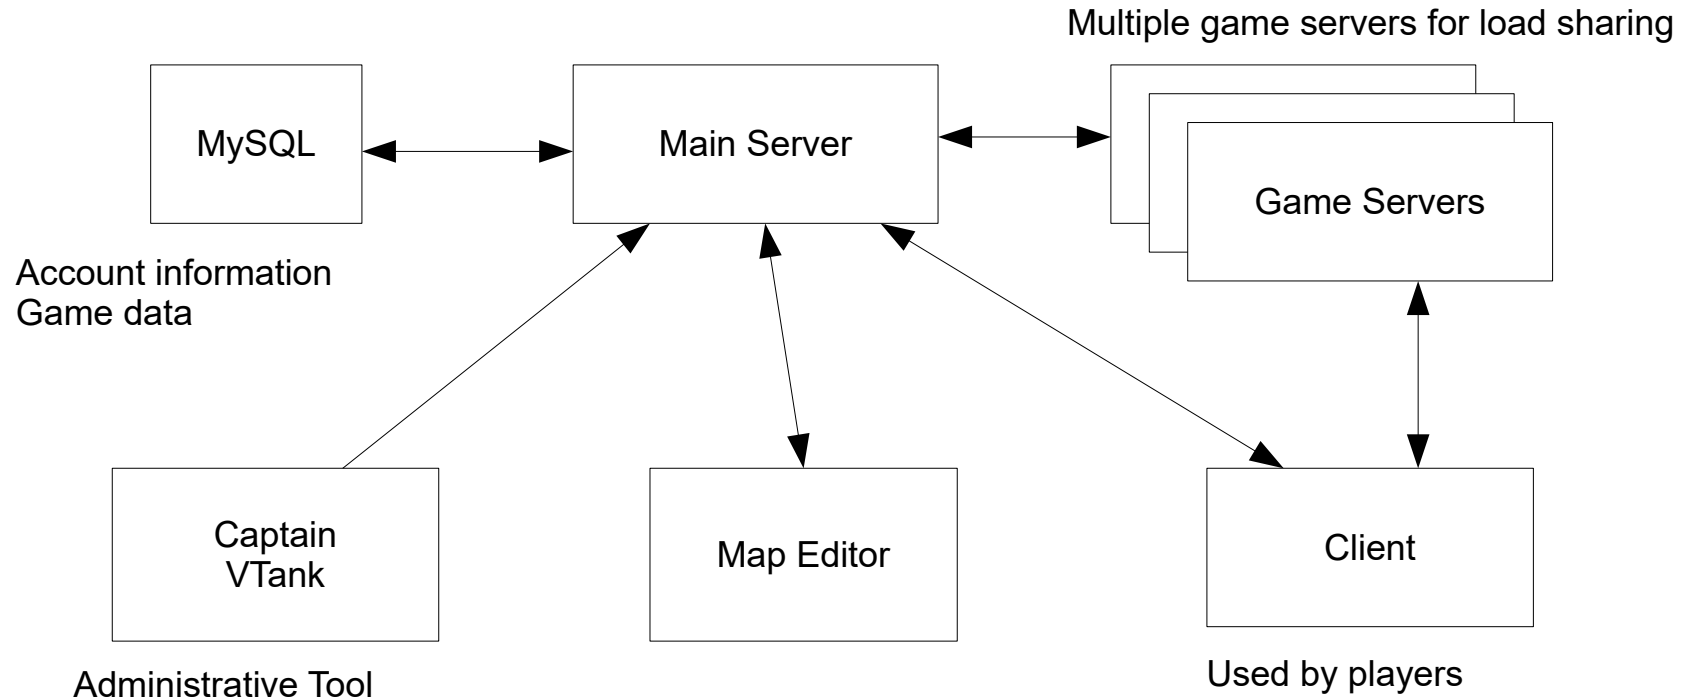 Multiple game servers for load sharing
MySQL
Main Server
Game Servers
Account information
Game data
Captain
VTank
Map Editor
Client
Administrative Tool
Used by players